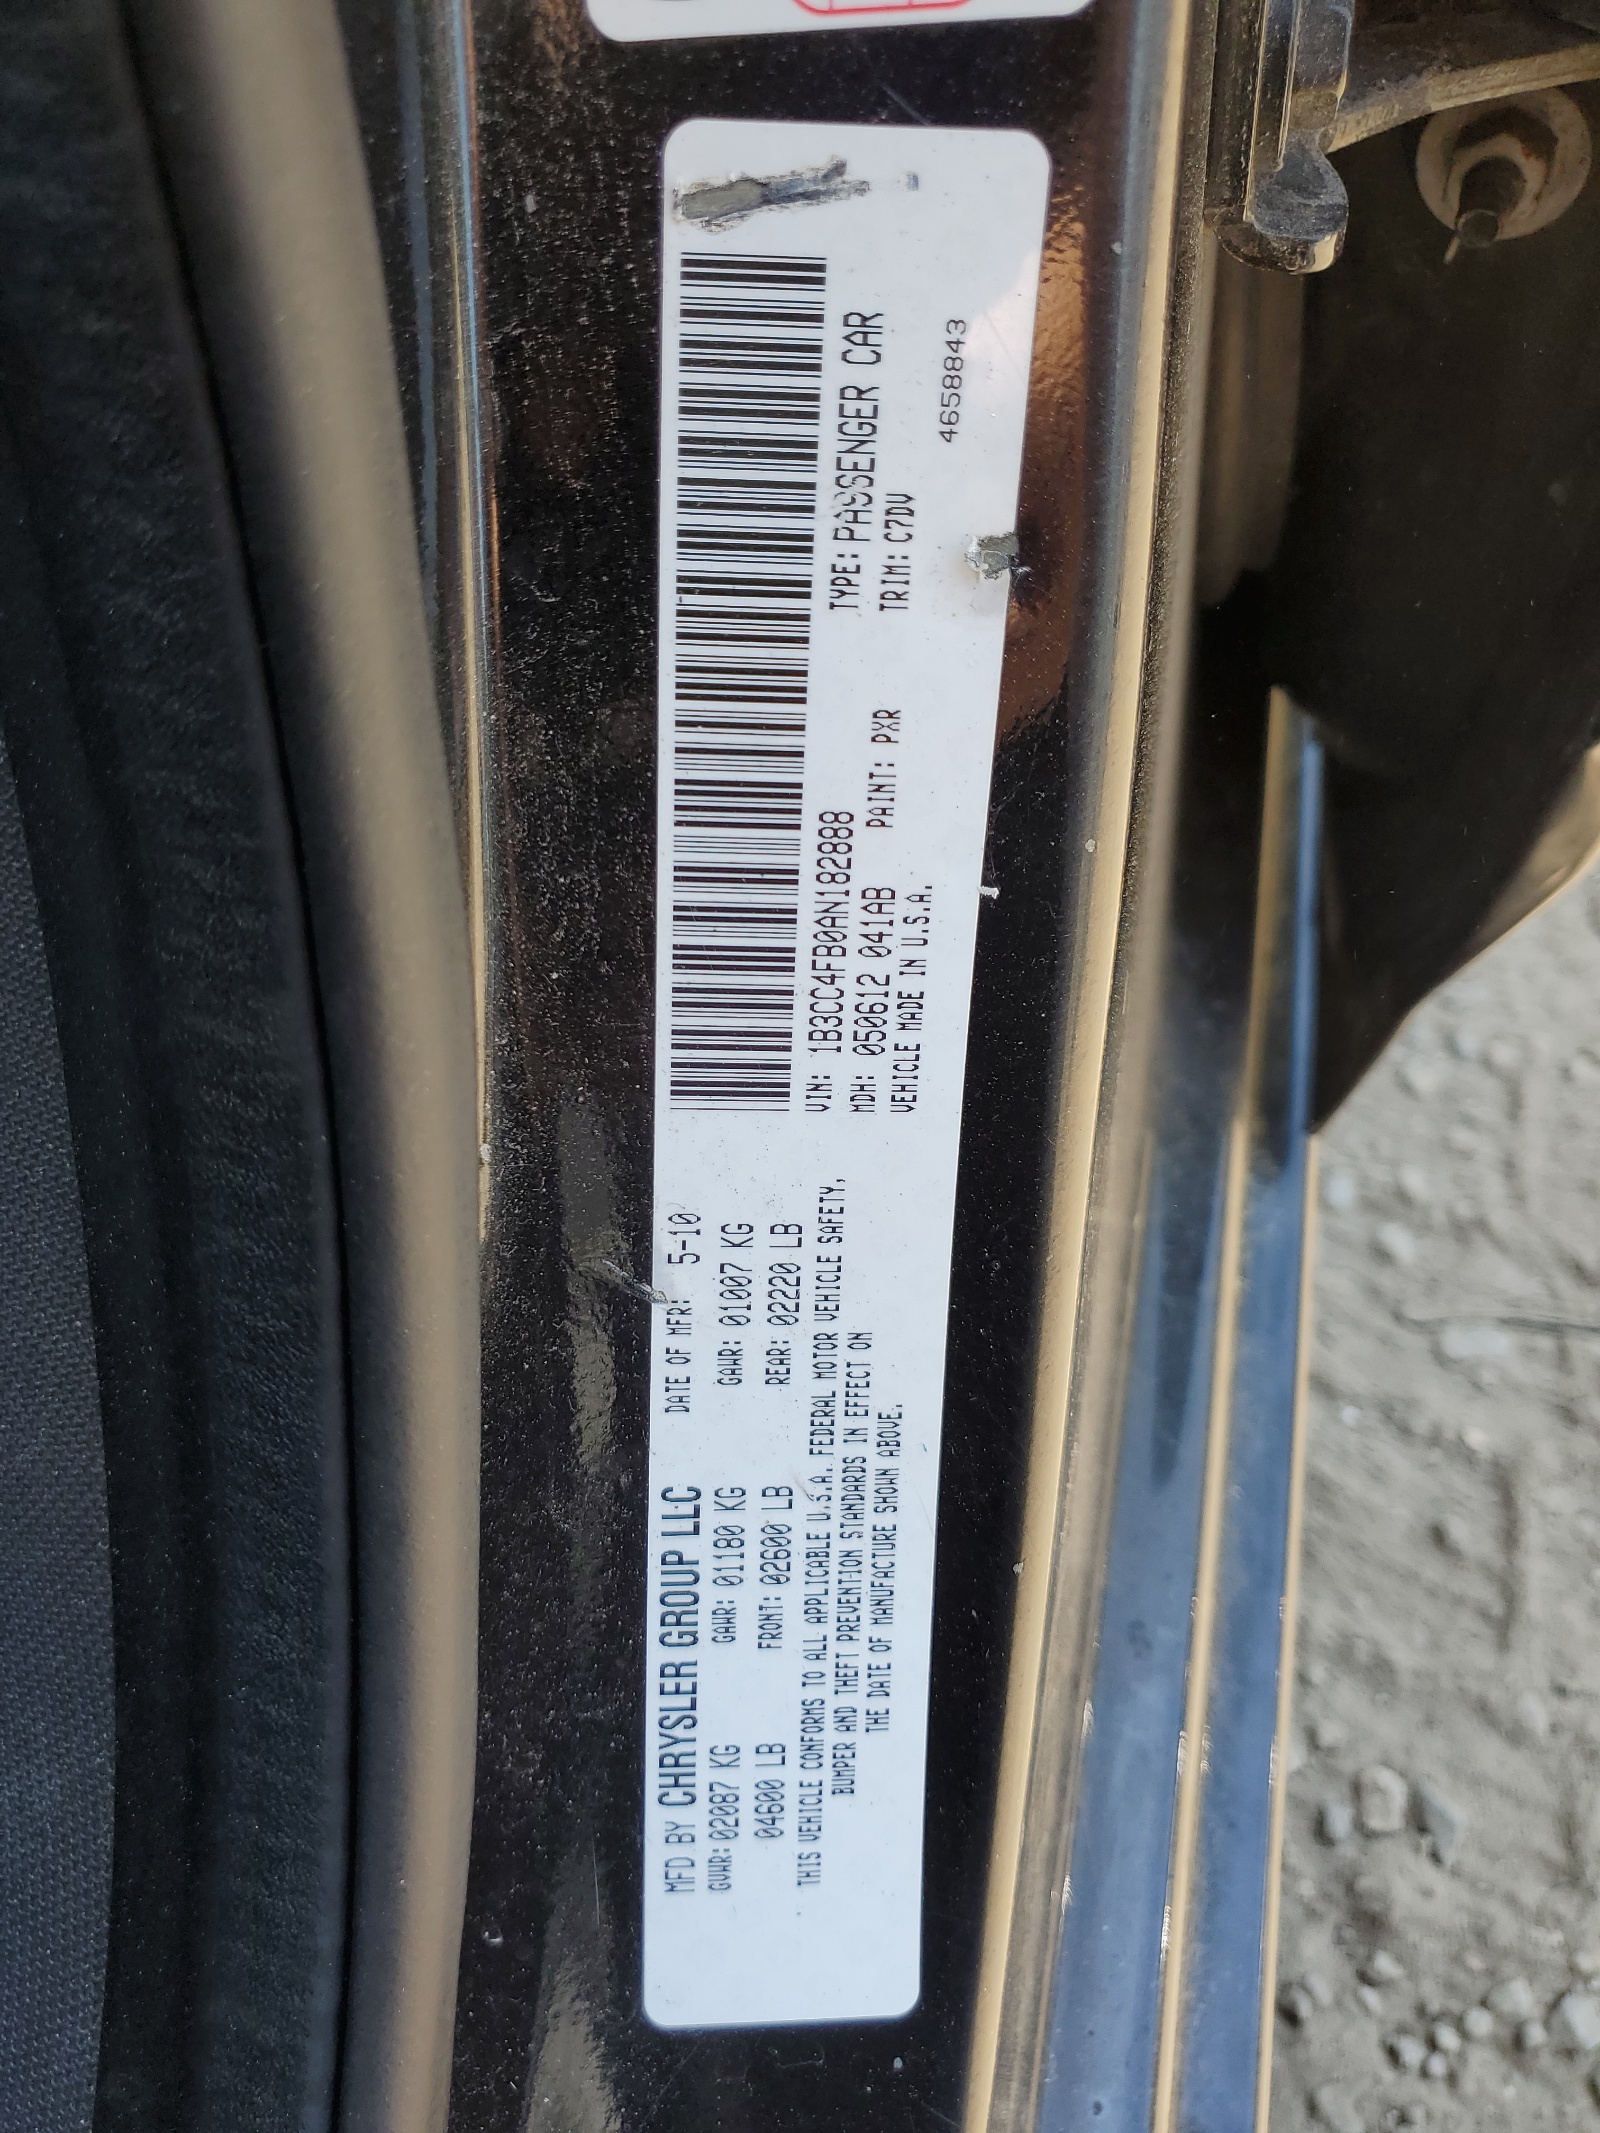 MFD BY CHRYSLER GROUP LLC DATE OF MFR: 5-10
GVWR: 02087 KG GAWR: 01180 KG GAWR: 01007 KG
04600 LB FRONT: 02600 LB REAR: 02220 LB
THIS VEHICLE CONFORMS TO ALL APPLICABLE U.S.A. FEDERAL MOTOR VEHICLE SAFETY,
BUMPER AND THEFT PREVENTION STANDARDS IN EFFECT ON
THE DATE OF MANUFACTURE SHOWN ABOVE.
VIN: 1B3CC4FB0AN182888 TYPE: PASSENGER CAR
MDH: 050612 041AB PAINT: PXR TRIM: C7DV
VEHICLE MADE IN U.S.A.
4658843